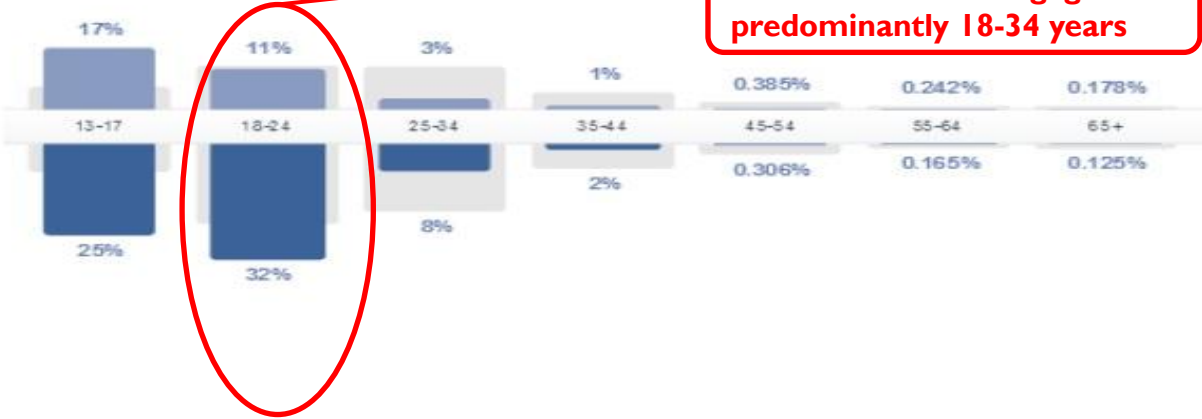 predominantly 18-34 years
17% 11% 3% 1% 0.385% 0.242% 0.178%
13-17 18-24 25-34 35-44 45-54 55-64 65+
25% 32% 8% 2% 0.306% 0.165% 0.125%